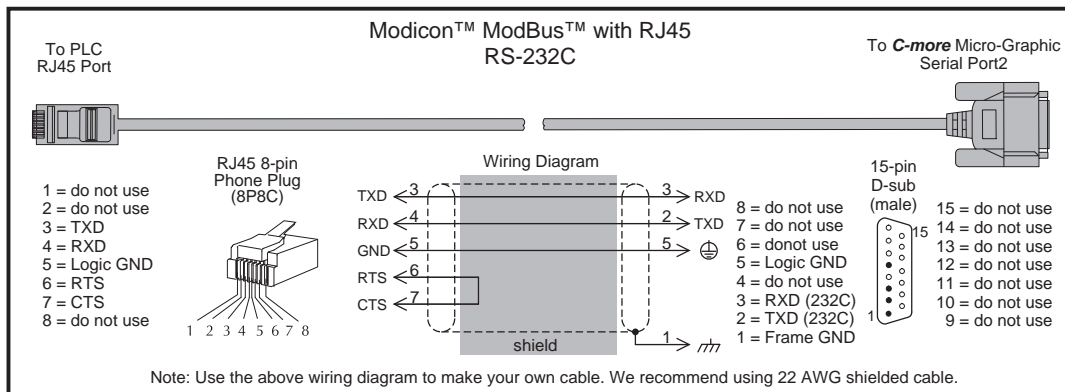 Modicon™ ModBus™ with RJ45
RS-232C
To PLC
RJ45 Port
To C-more Micro-Graphic
Serial Port2
RJ45 8-pin
Phone Plug
(8P8C)
1 = do not use
2 = do not use
3 = TXD
4 = RXD
5 = Logic GND
6 = RTS
7 = CTS
8 = do not use
1 2 3 4 5 6 7 8
Wiring Diagram
TXD 3 3 RXD
RXD 4 2 TXD
GND 5 5
RTS 6
CTS 7
shield
1
8 = do not use
7 = do not use
6 = donot use
5 = Logic GND
4 = do not use
3 = RXD (232C)
2 = TXD (232C)
1 = Frame GND
15-pin
D-sub
(male)
15
1
15 = do not use
14 = do not use
13 = do not use
12 = do not use
11 = do not use
10 = do not use
9 = do not use
Note: Use the above wiring diagram to make your own cable. We recommend using 22 AWG shielded cable.